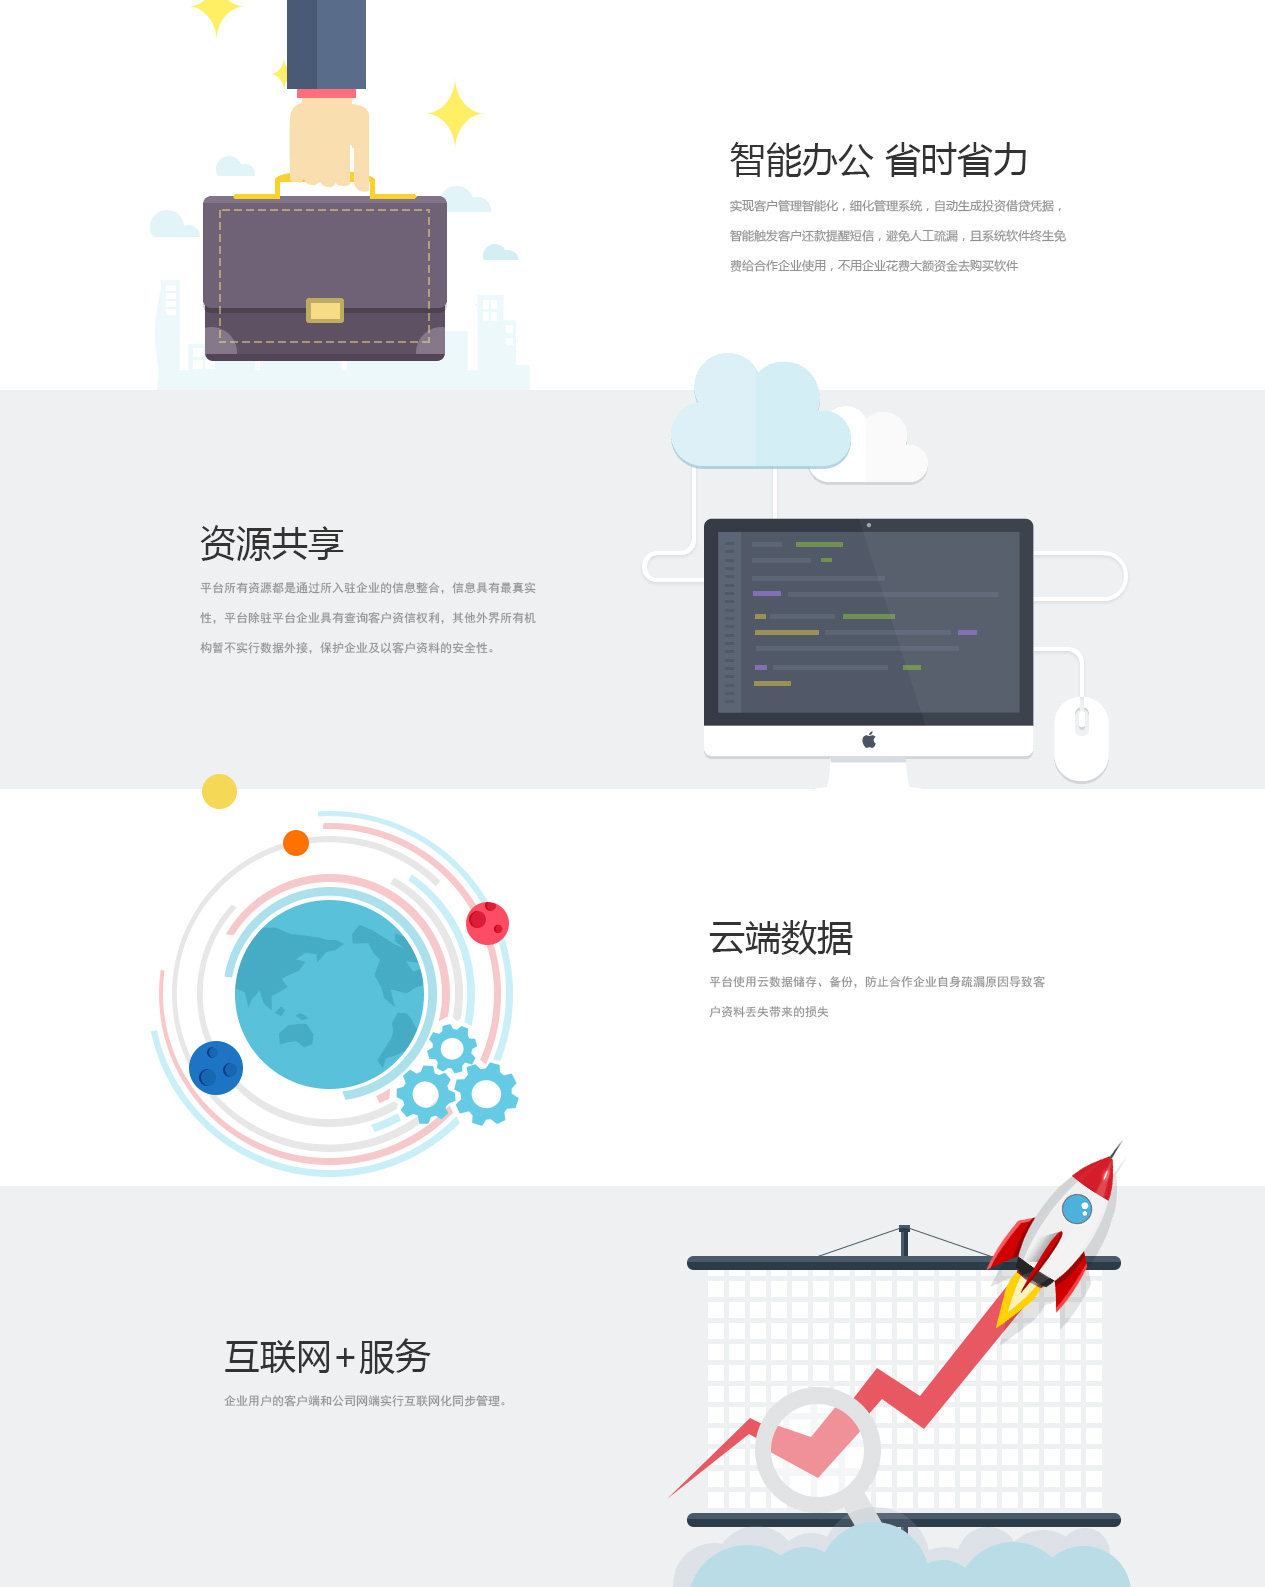 智能办公 省时省力
实现客户管理智能化，细化管理系统，自动生成投资借贷凭据，
智能触发客户还款提醒短信，避免人工疏漏，且系统软件终生免
费给合作企业使用，不用企业花费大额资金去购买软件
资源共享
平台所有资源都是通过所入驻企业的信息整合，信息具有最真实
性，平台除驻平台企业具有查询客户资信权利，其他外界所有机
构暂不实行数据外接，保护企业及以客户资料的安全性。
云端数据
平台使用云数据储存、备份，防止合作企业自身疏漏原因导致客
户资料丢失带来的损失
互联网+服务
企业用户的客户端和公司网端实行互联网化同步管理。